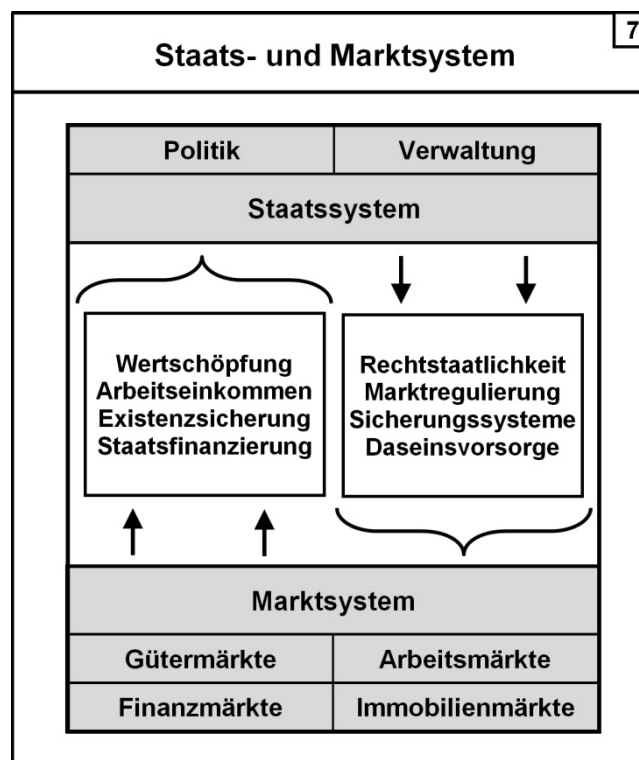 7
Staats- und Marktsystem
Politik
Verwaltung
Staatssystem
Wertschöpfung
Arbeitseinkommen
Existenzsicherung
Staatsfinanzierung
Rechtstaatlichkeit
Marktregulierung
Sicherungssysteme
Daseinsvorsorge
Marktsystem
Gütermärkte
Arbeitsmärkte
Finanzmärkte
Immobilienmärkte